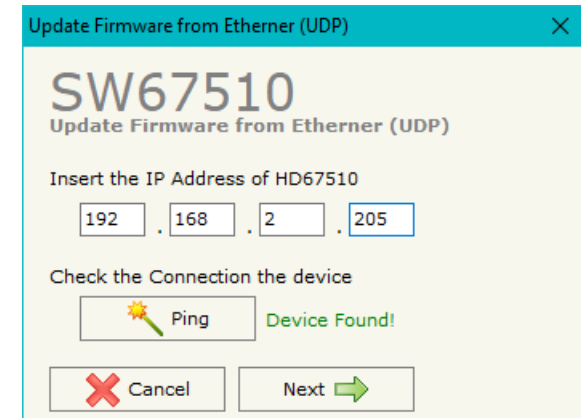 Update Firmware from Etherner (UDP)
SW67510
Update Firmware from Etherner (UDP)
Insert the IP Address of HD67510
192 . 168 . 2 . 205
Check the Connection the device
Ping Device Found!
Cancel Next